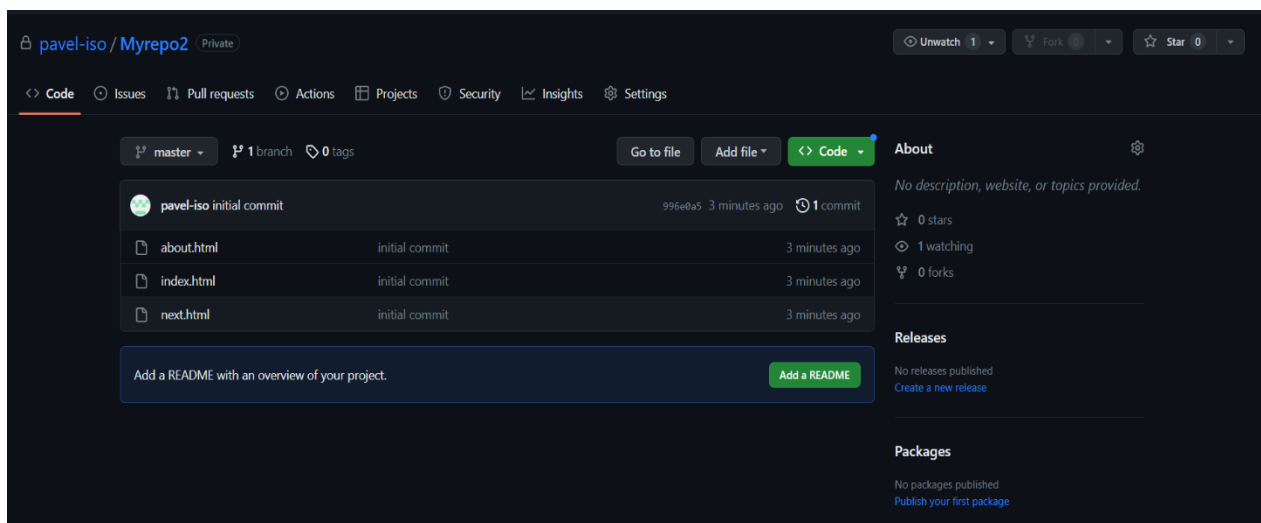 pavel-iso / Myrepo2 Private
Unwatch 1
Fork 0
Star 0
<> Code Issues Pull requests Actions Projects Security Insights Settings
master 1 branch 0 tags
Go to file Add file <> Code
pavel-iso initial commit 996e0a5 3 minutes ago 1 commit
about.html initial commit 3 minutes ago
index.html initial commit 3 minutes ago
next.html initial commit 3 minutes ago
Add a README with an overview of your project. Add a README
About
No description, website, or topics provided.
0 stars
1 watching
0 forks
Releases
No releases published
Create a new release
Packages
No packages published
Publish your first package